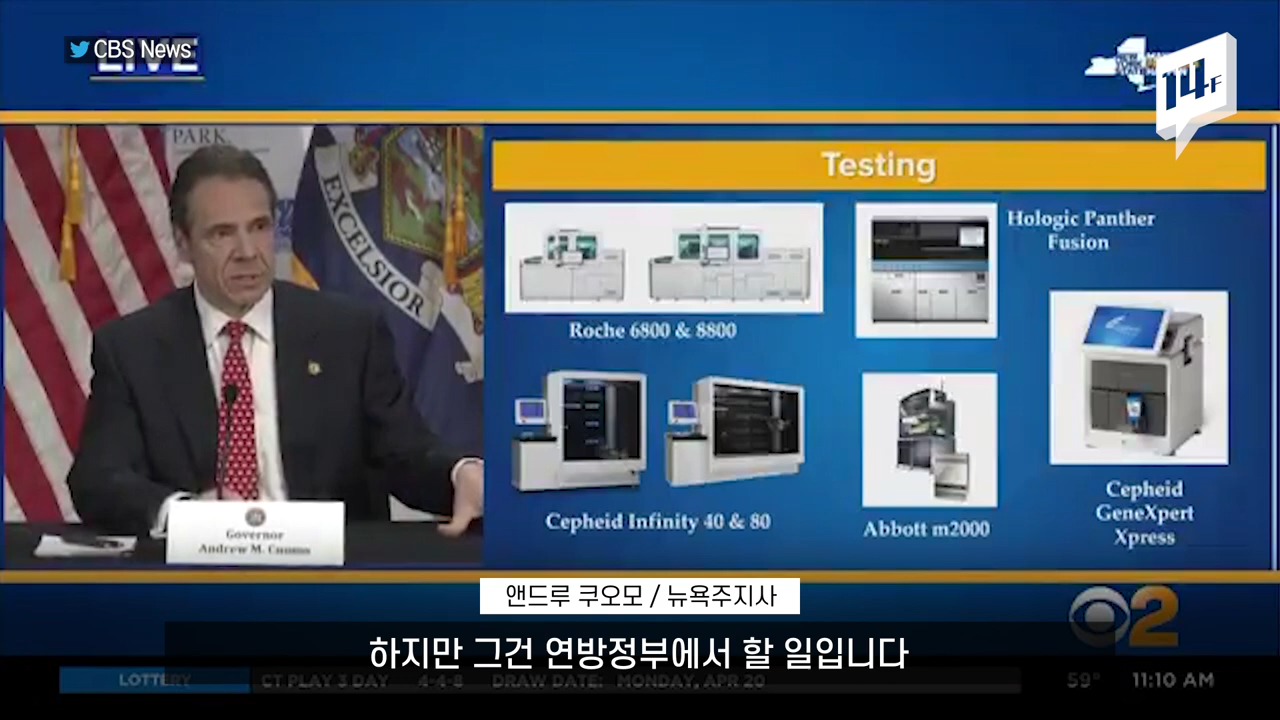 CBS News
LIVE
14F
PARK
EXCELSIOR
Governor
Andrew M. Cuomo
Testing
Roche 6800 & 8800
Hologic Panther
Fusion
Cepheid Infinity 40 & 80
Abbott m2000
Cepheid
GeneXpert
Xpress
앤드루 쿠오모 / 뉴욕주지사
하지만 그건 연방정부에서 할 일입니다
2
LOTTERY CT PLAY 3 DAY 4-4-8 DRAW DATE: MONDAY, APR 20 59° 11:10 AM